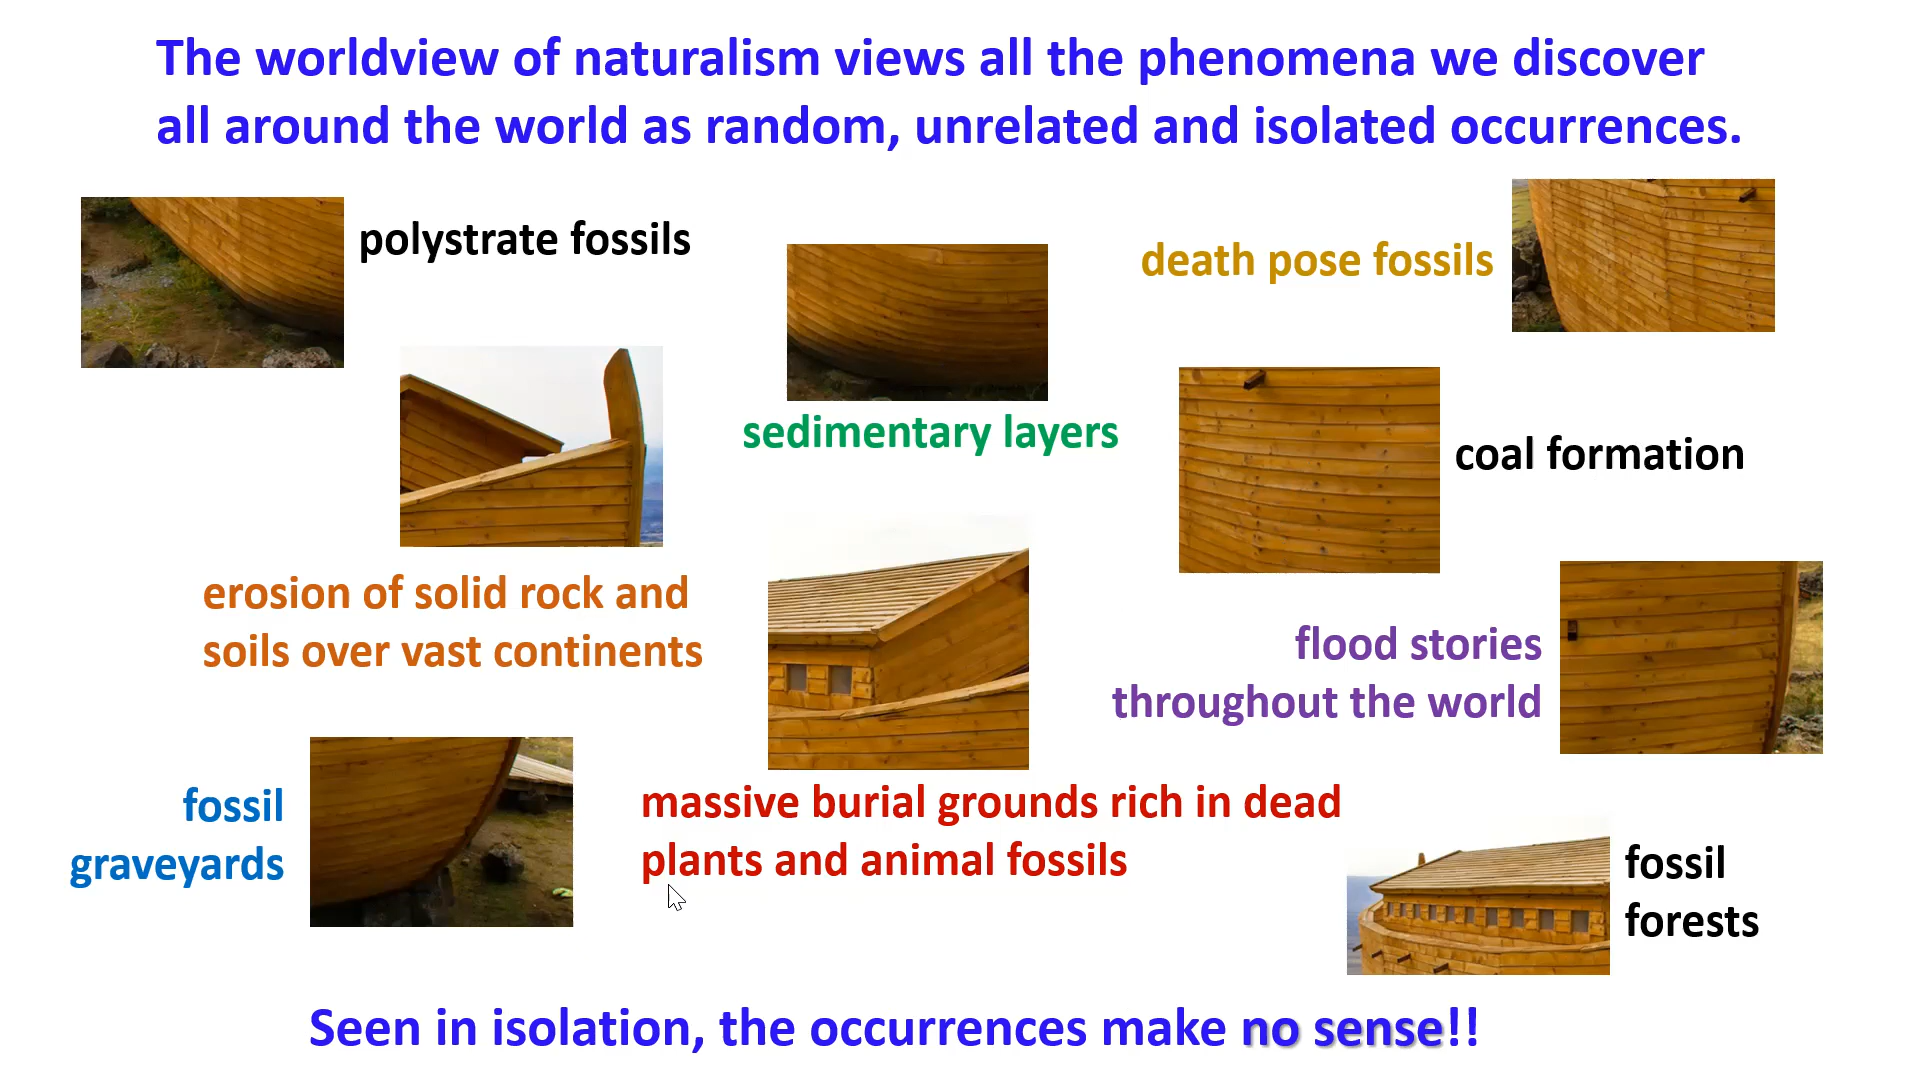 The worldview of naturalism views all the phenomena we discover
all around the world as random, unrelated and isolated occurrences.
polystrate fossils
death pose fossils
sedimentary layers
coal formation
erosion of solid rock and
soils over vast continents
flood stories
throughout the world
fossil
graveyards
massive burial grounds rich in dead
plants and animal fossils
fossil
forests
Seen in isolation, the occurrences make no sense!!